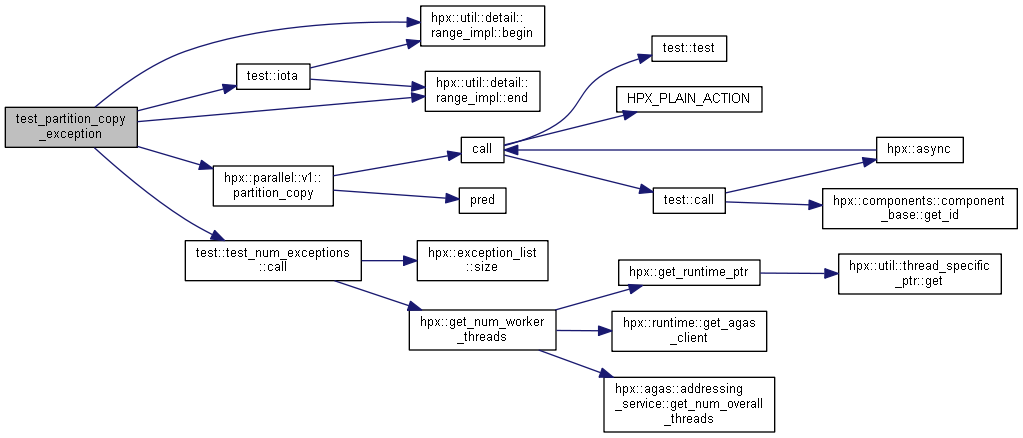 test_partition_copy
_exception
hpx::util::detail::
range_impl::begin
test::iota
hpx::util::detail::
range_impl::end
hpx::parallel::v1::
partition_copy
call
pred
test::test
HPX_PLAIN_ACTION
test::call
hpx::async
hpx::components::component
_base::get_id
test::test_num_exceptions
::call
hpx::exception_list
::size
hpx::get_num_worker
_threads
hpx::get_runtime_ptr
hpx::util::thread_specific
_ptr::get
hpx::runtime::get_agas
_client
hpx::agas::addressing
_service::get_num_overall
_threads